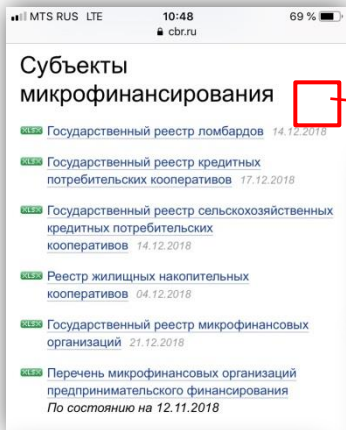 MTS RUS LTE 10:48 69 %
cbr.ru
Субъекты
микрофинансирования
XLSX Государственный реестр ломбардов 14.12.2018
XLSX Государственный реестр кредитных
потребительских кооперативов 17.12.2018
XLSX Государственный реестр сельскохозяйственных
кредитных потребительских
кооперативов 14.12.2018
XLSX Реестр жилищных накопительных
кооперативов 04.12.2018
XLSX Государственный реестр микрофинансовых
организаций 21.12.2018
XLSX Перечень микрофинансовых организаций
предпринимательского финансирования
По состоянию на 12.11.2018